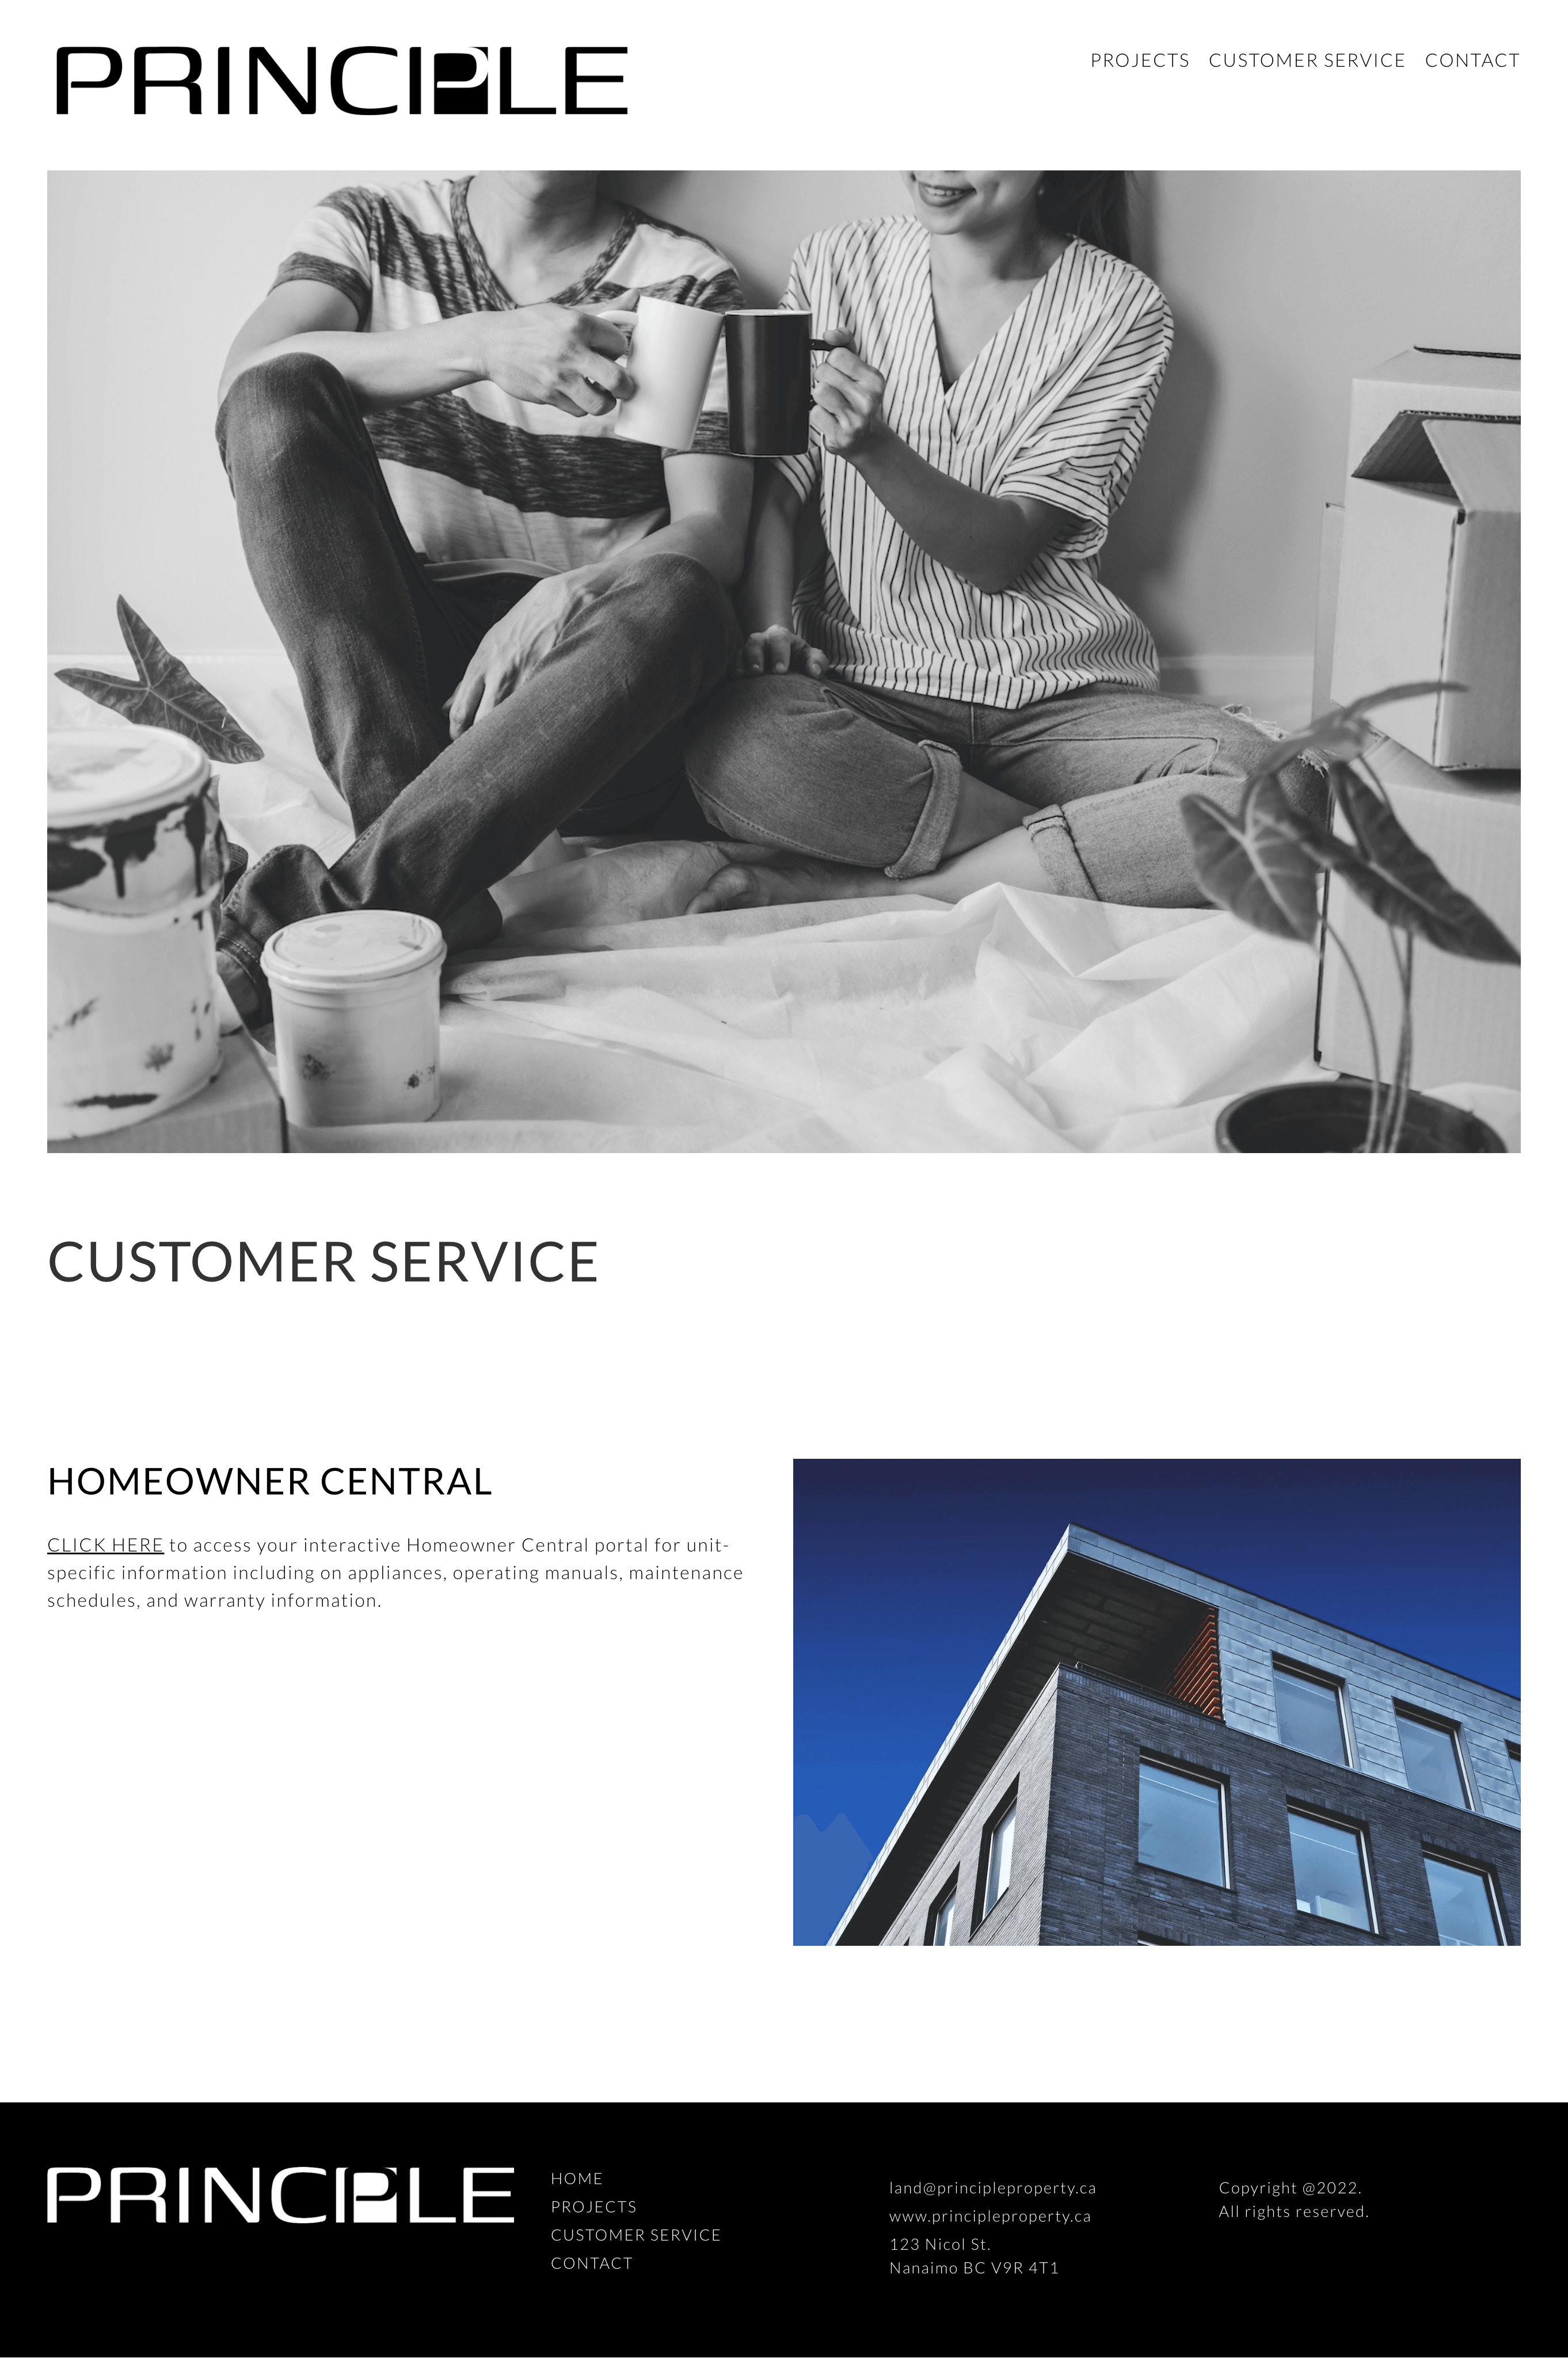 PRINCIPLE
PROJECTS CUSTOMER SERVICE CONTACT
CUSTOMER SERVICE
HOMEOWNER CENTRAL
CLICK HERE to access your interactive Homeowner Central portal for unit-
specific information including on appliances, operating manuals, maintenance
schedules, and warranty information.
PRINCIPLE
HOME
PROJECTS
CUSTOMER SERVICE
CONTACT
land@principleproperty.ca
www.principleproperty.ca
123 Nicol St.
Nanaimo BC V9R 4T1
Copyright @2022.
All rights reserved.